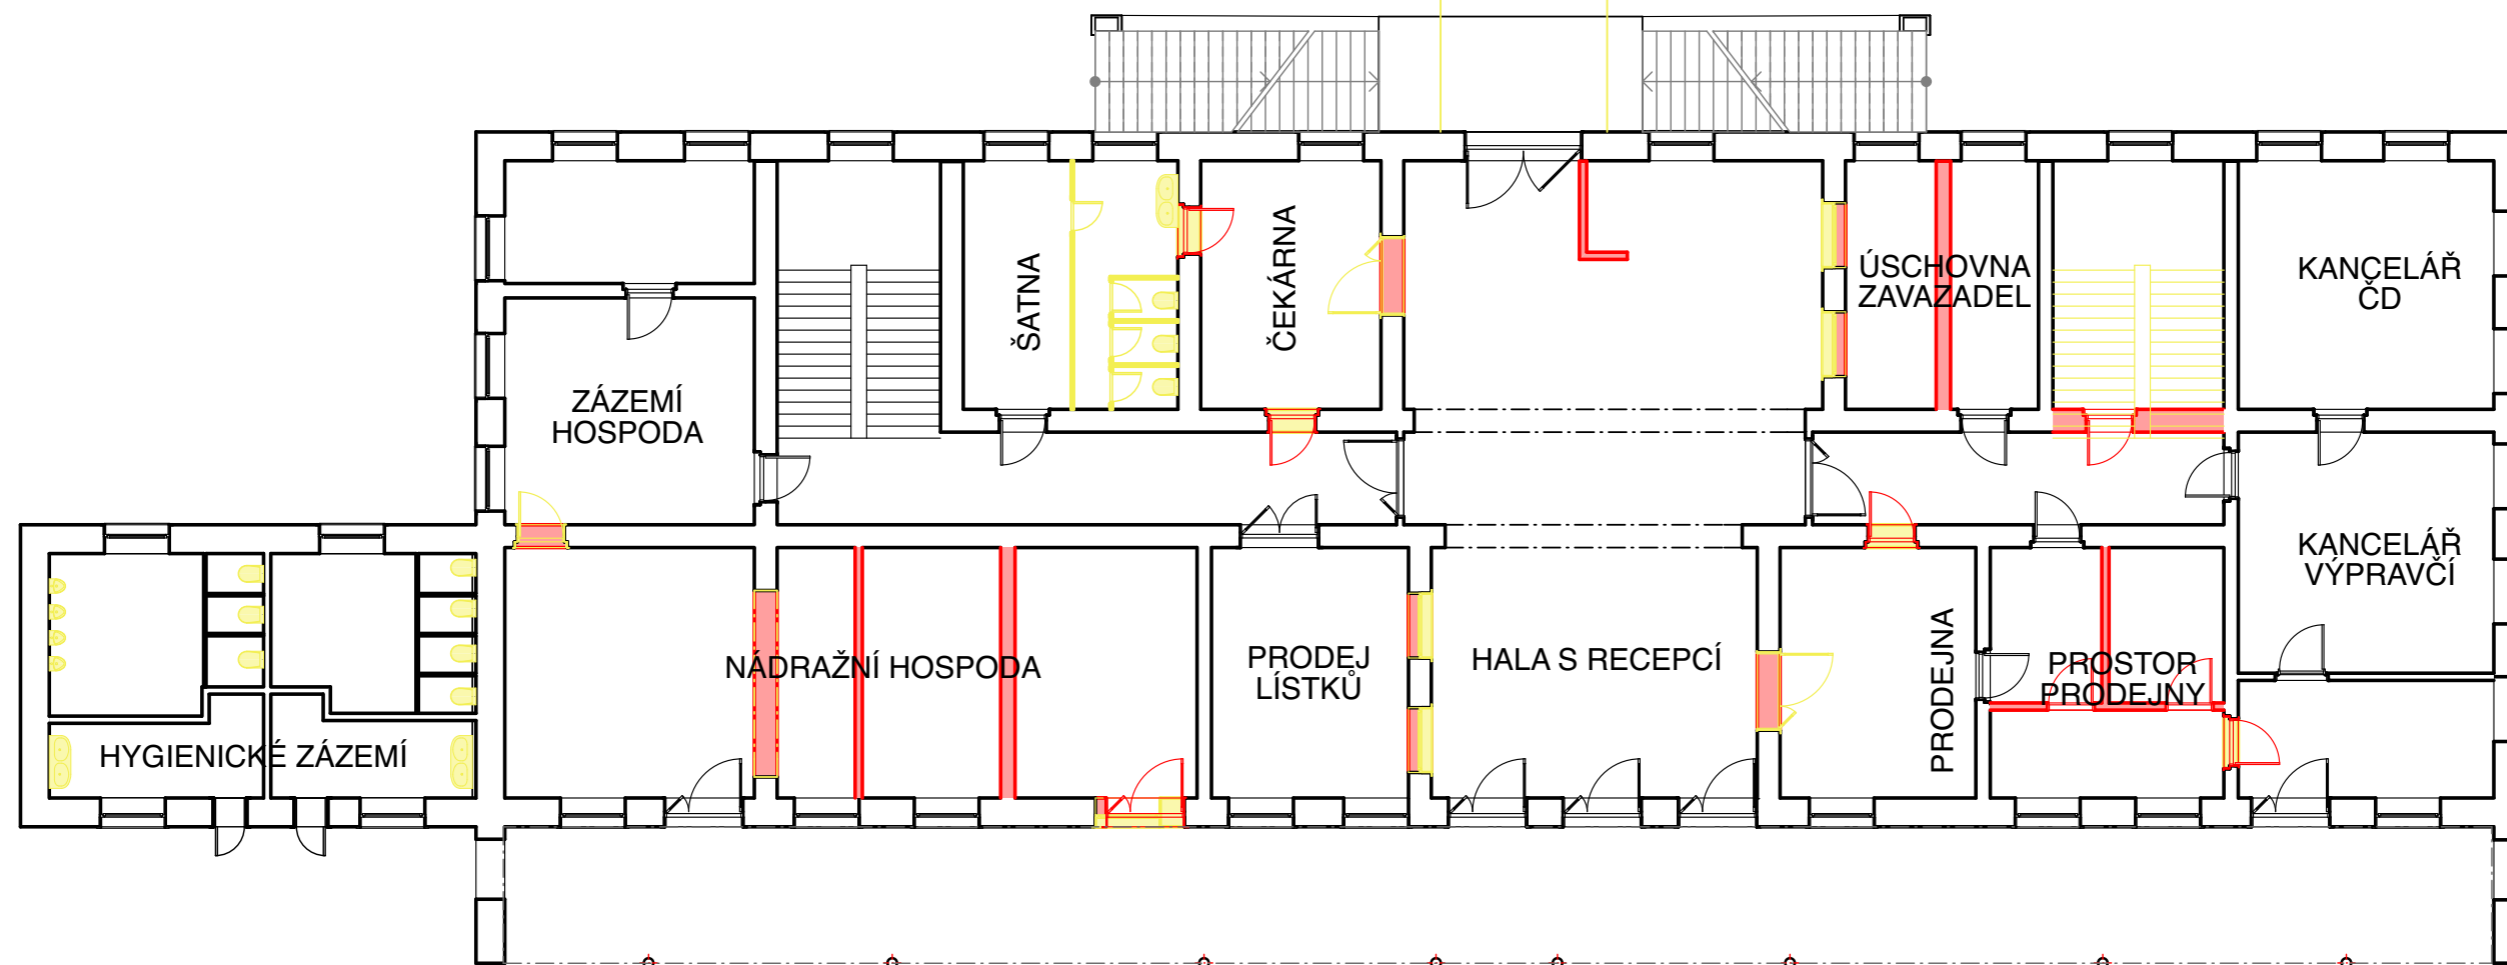 ŠATNA
ČEKÁRNA
ÚSCHOVNA
ZAVAZADEL
KANCELÁŘ
ČD
ZÁZEMÍ
HOSPODA
KANCELÁŘ
VÝPRAVČÍ
NÁDRAŽNÍ HOSPODA
PRODEJ
LÍSTKŮ
HALA S RECEPCÍ
PRODEJNA
PROSTOR
PRODEJNY
HYGIENICKÉ ZÁZEMÍ